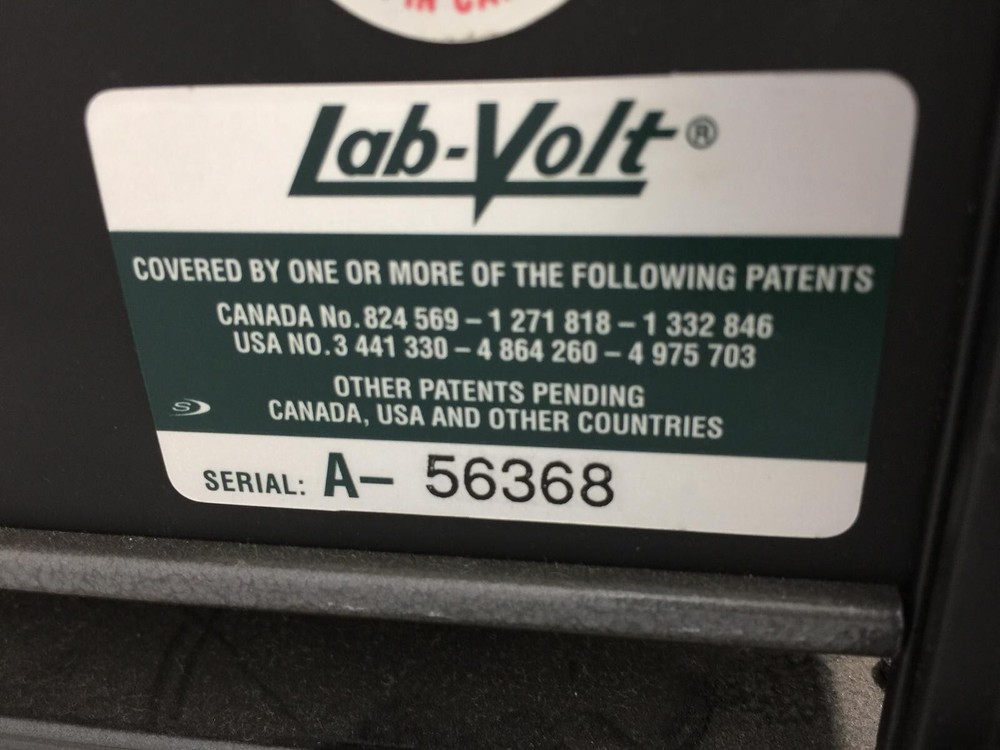 IN CA
Lab-Volt®
COVERED BY ONE OR MORE OF THE FOLLOWING PATENTS
CANADA No. 824 569 – 1 271 818 – 1 332 846
USA NO. 3 441 330 – 4 864 260 – 4 975 703
OTHER PATENTS PENDING
CANADA, USA AND OTHER COUNTRIES
S
SERIAL: A– 56368